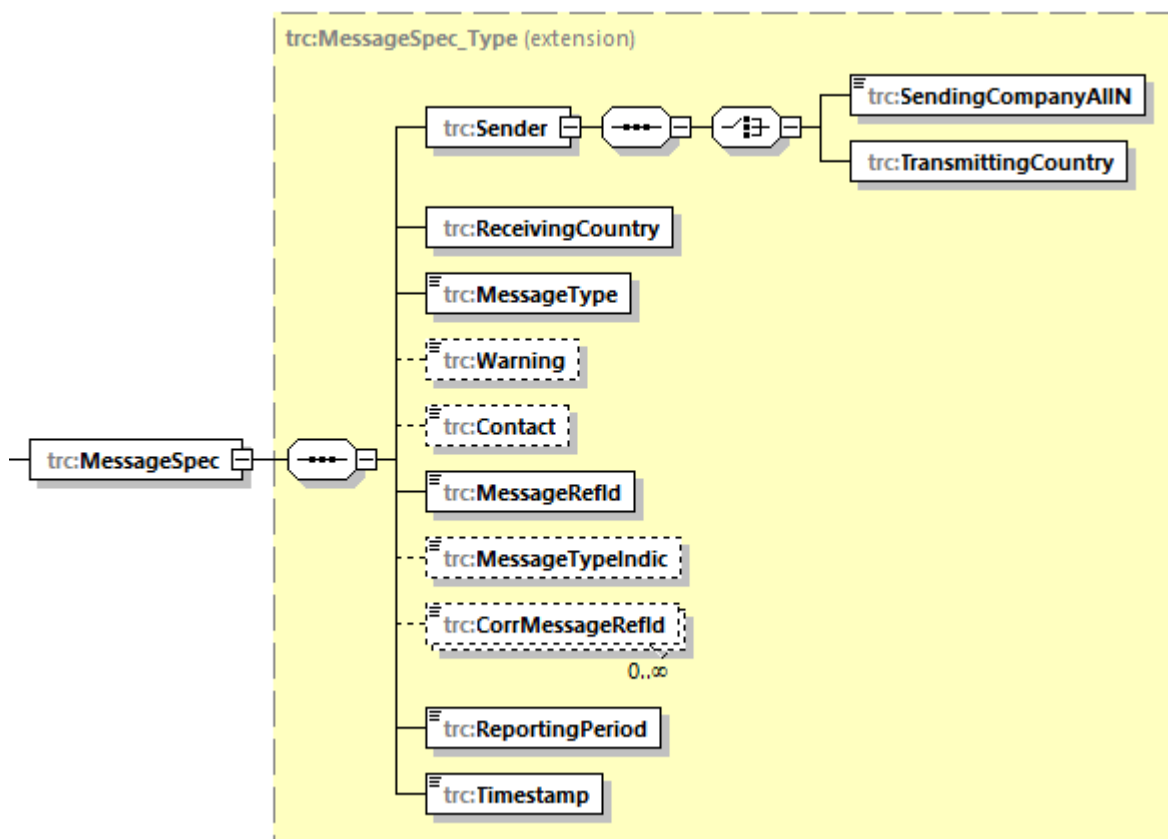 trc:MessageSpec_Type (extension)
trc:SendingCompanyAIIN
trc:Sender
trc:TransmittingCountry
trc:ReceivingCountry
trc:MessageType
trc:Warning
trc:Contact
trc:MessageSpec
trc:MessageRefId
trc:MessageTypeIndic
trc:CorrMessageRefId
0..∞
trc:ReportingPeriod
trc:Timestamp